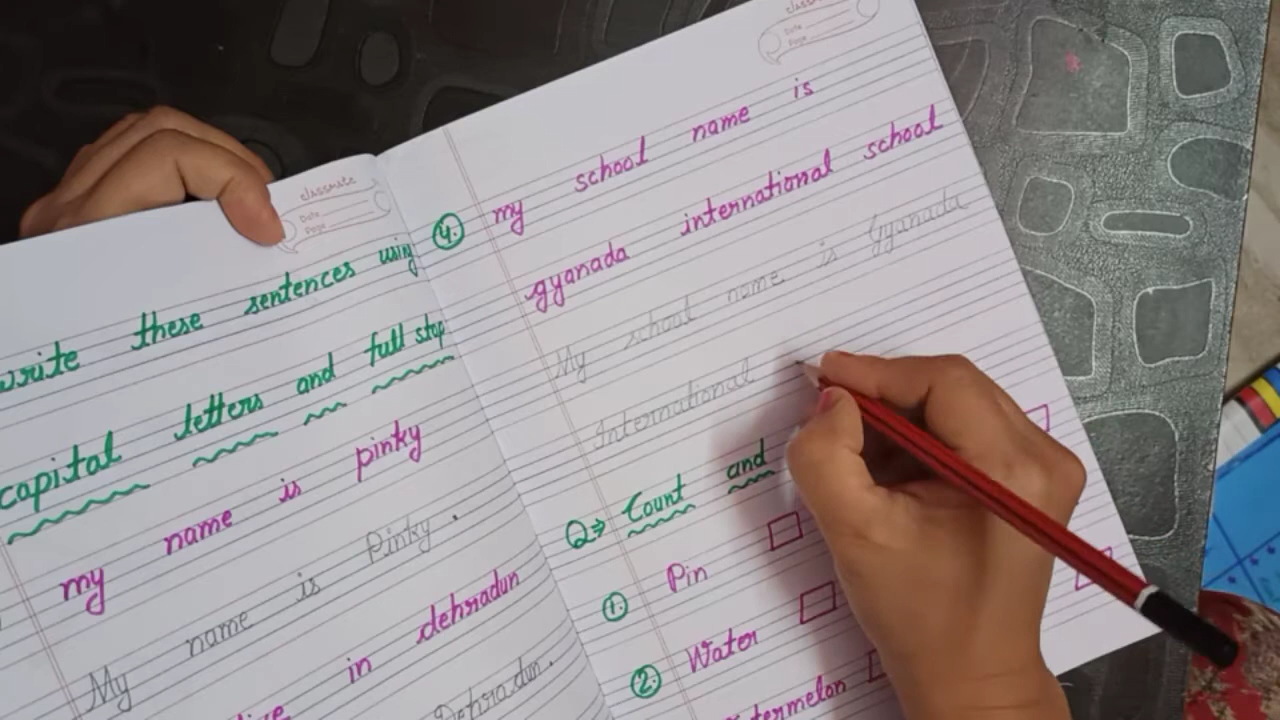 classmate
Date
Page
write these sentences using
capital letters and full stop
my name is pinky
My name is Pinky.
in dehradun
Dehradun.
Date
Page
4. my school name is
gyanada international school
My school name is Gyanada
International
Q⇒ Count and
1. Pin
2. Water